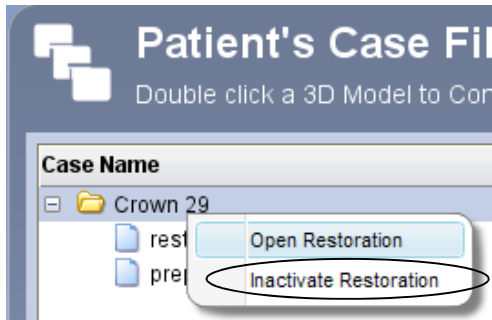 Patient's Case Fil
Double click a 3D Model to Con
Case Name
Crown 29
rest
Open Restoration
prep
Inactivate Restoration